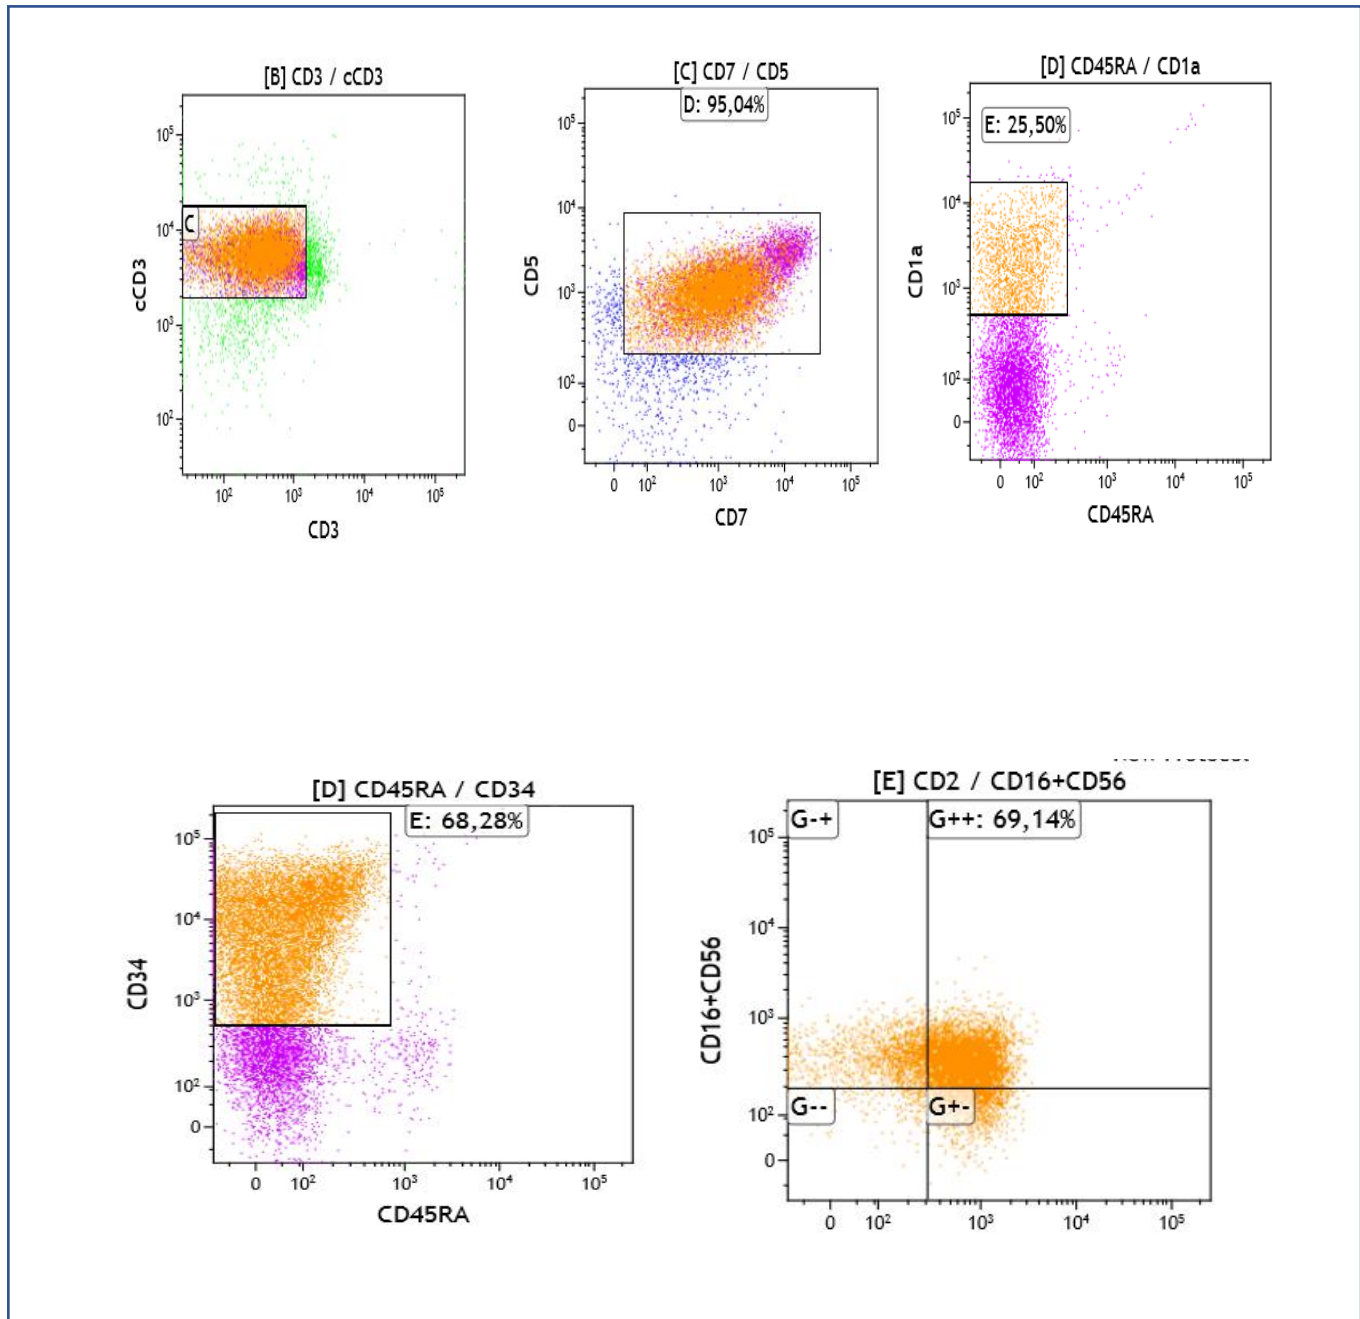 [B] CD3 / cCD3
10⁵
10⁴
10³
10²
C
cCD3
10² 10³ 10⁴ 10⁵
CD3
[C] CD7 / CD5
D: 95,04%
10⁵
10⁴
10³
10²
0
CD5
0 10² 10³ 10⁴ 10⁵
CD7
[D] CD45RA / CD1a
E: 25,50%
10⁵
10⁴
10³
10²
0
CD1a
0 10² 10³ 10⁴ 10⁵
CD45RA
[D] CD45RA / CD34
E: 68,28%
10⁵
10⁴
10³
10²
0
CD34
0 10² 10³ 10⁴ 10⁵
CD45RA
[E] CD2 / CD16+CD56
G-+
G++: 69,14%
10⁵
10⁴
10³
10²
0
CD16+CD56
G--
G+-
0 10² 10³ 10⁴ 10⁵